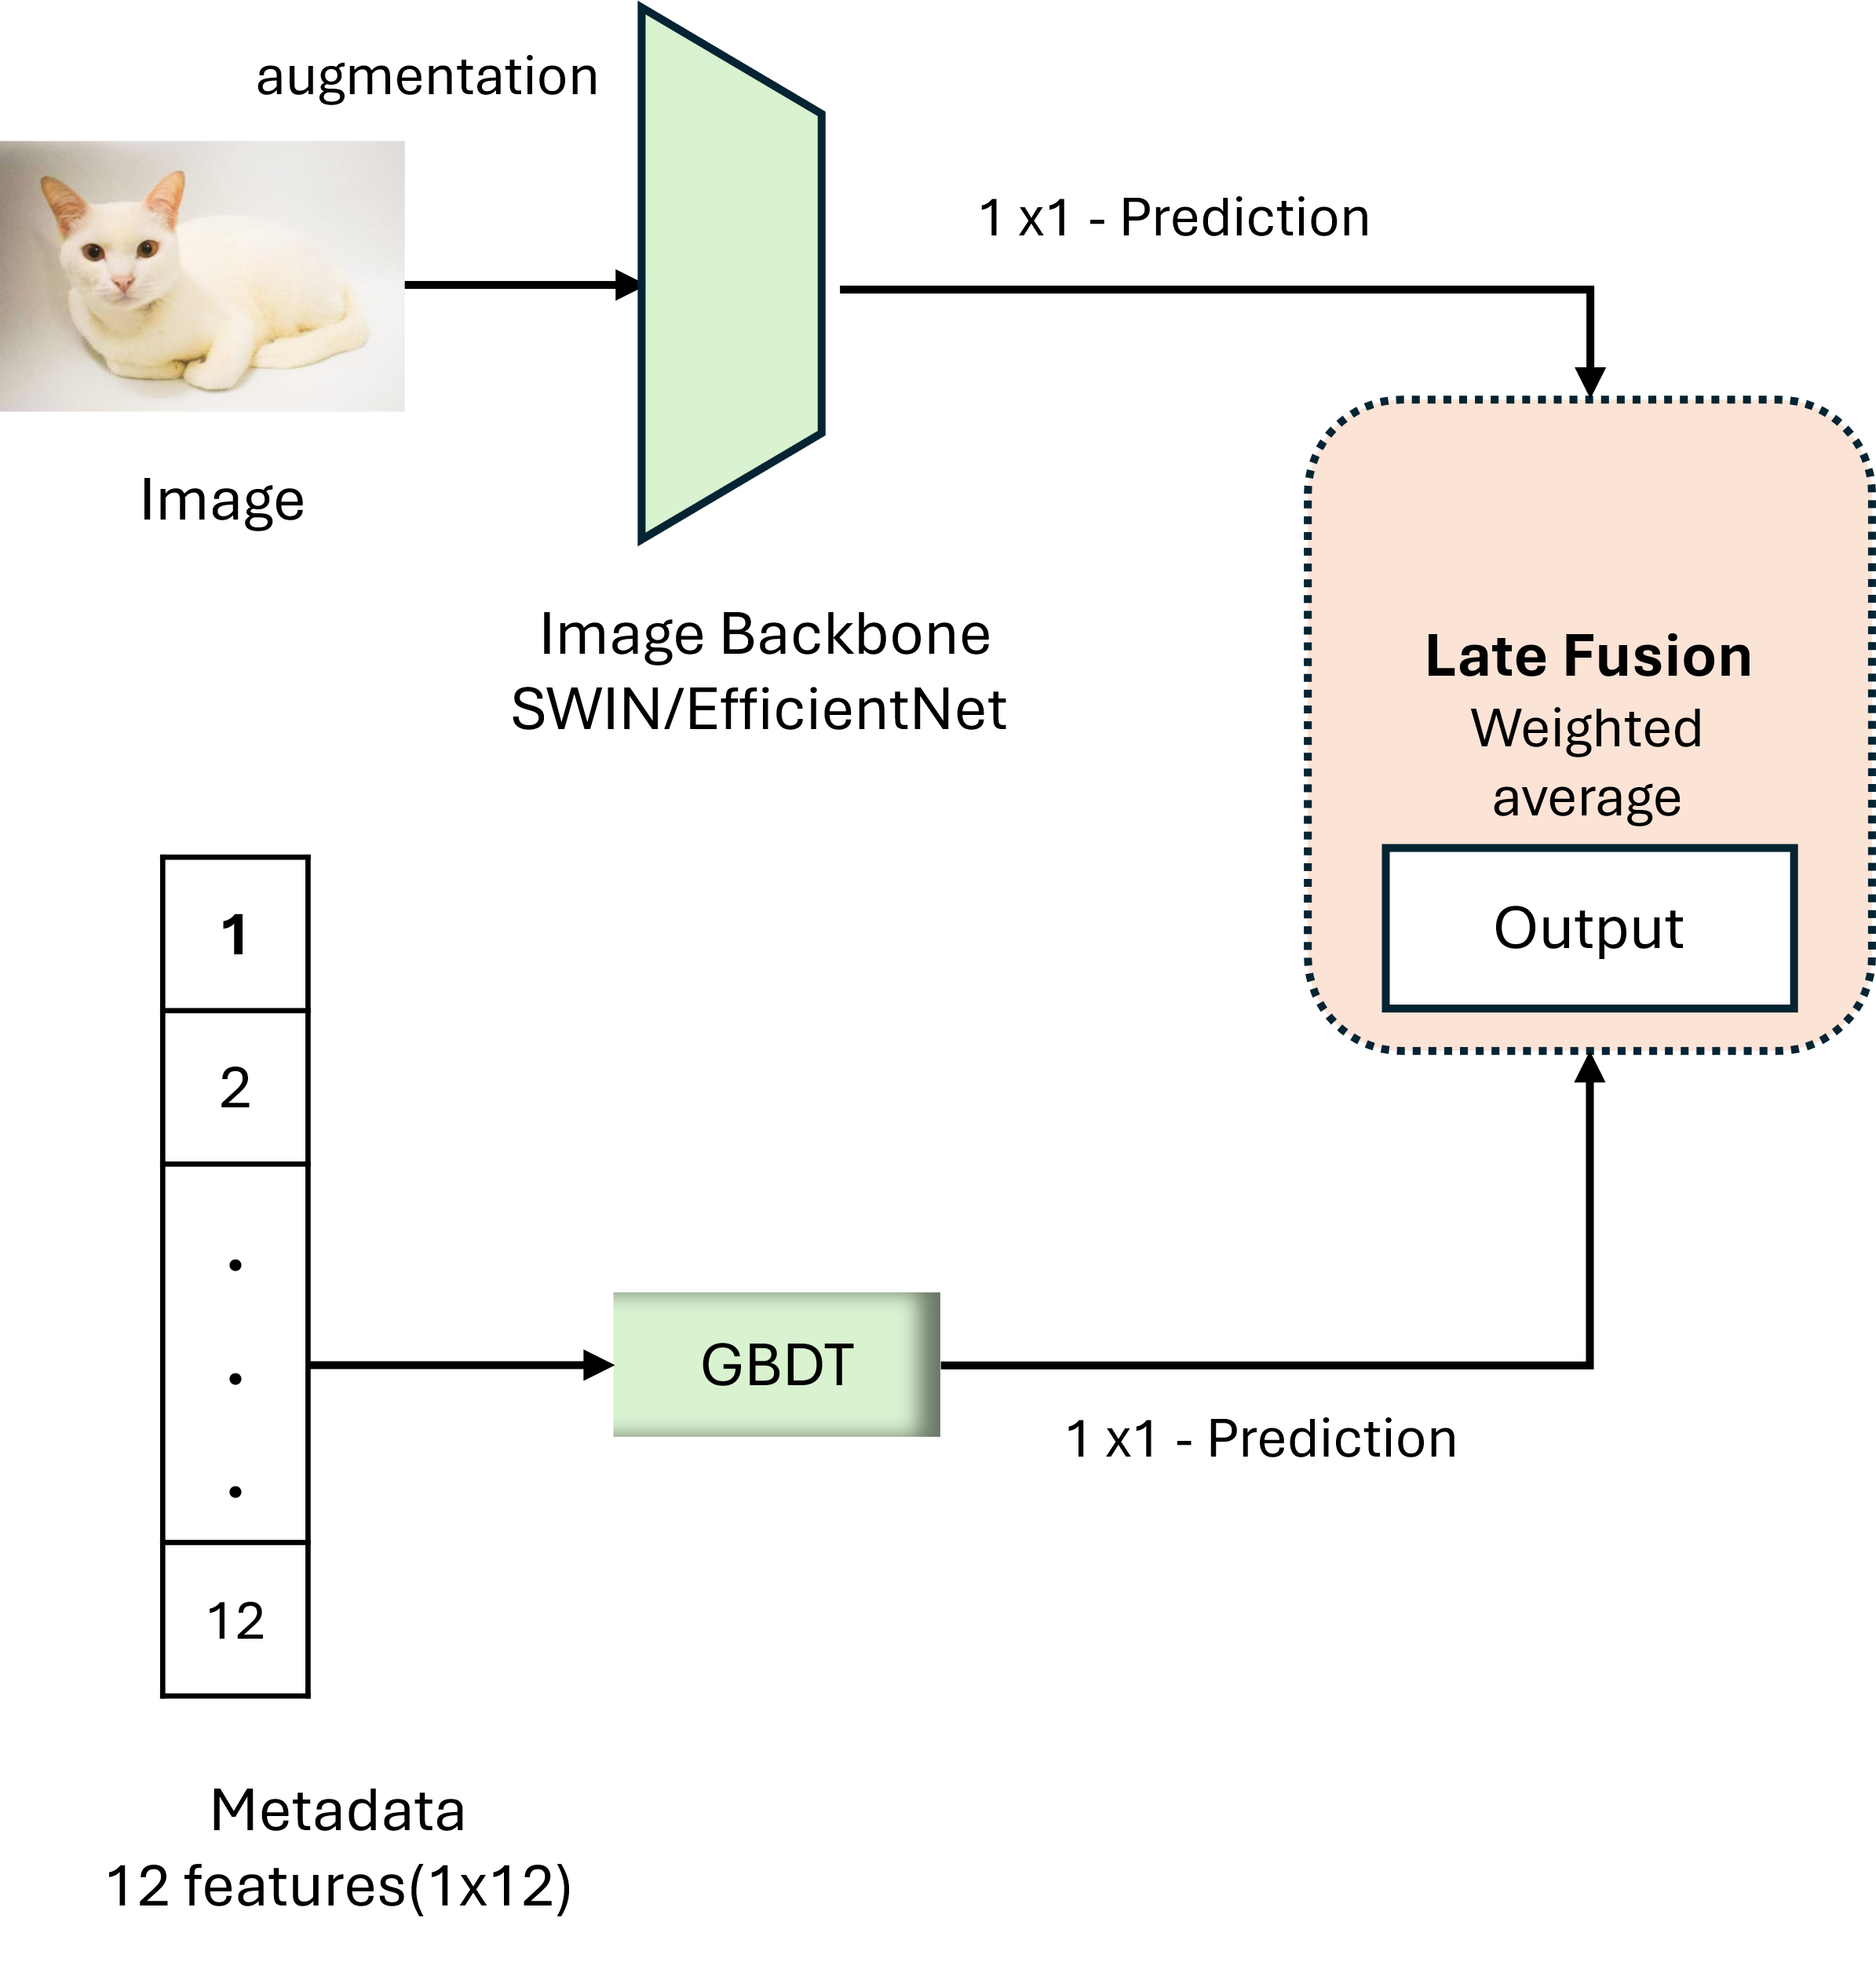 augmentation
1 x1 - Prediction
Image
Image Backbone
SWIN/EfficientNet
Late Fusion
Weighted
average
Output
1
2
.
.
.
12
GBDT
1 x1 - Prediction
Metadata
12 features(1x12)